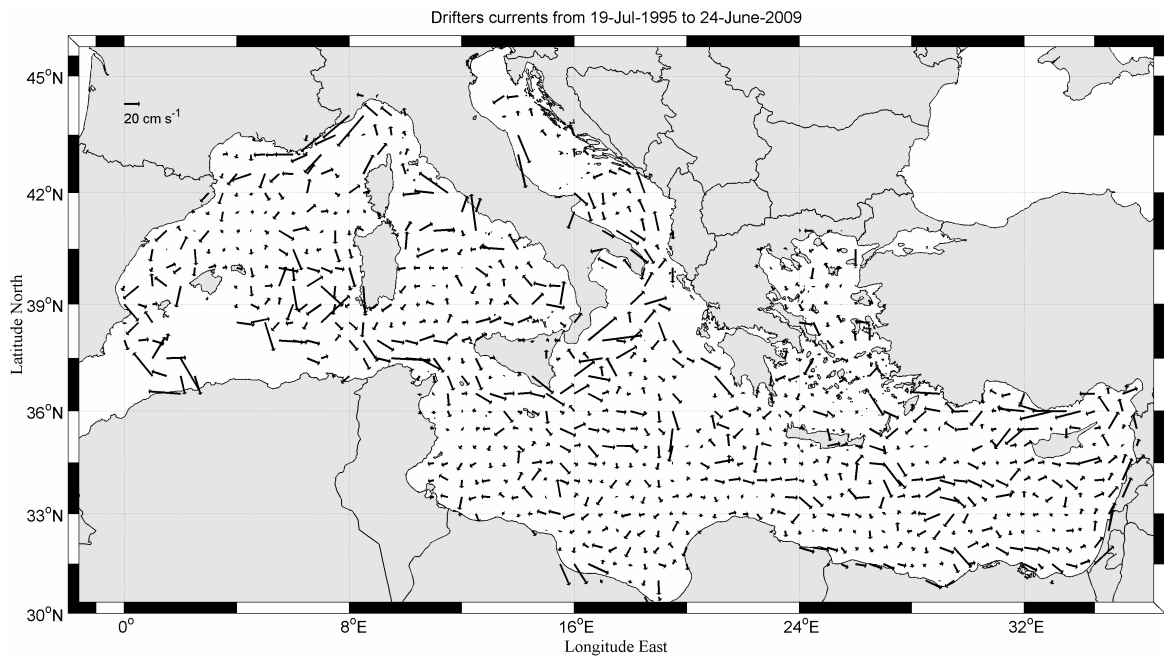 Drifters currents from 19-Jul-1995 to 24-June-2009
45°N
20 cm s⁻¹
42°N
Latitude North
39°N
36°N
33°N
30°N
0° 8°E 16°E 24°E 32°E
Longitude East